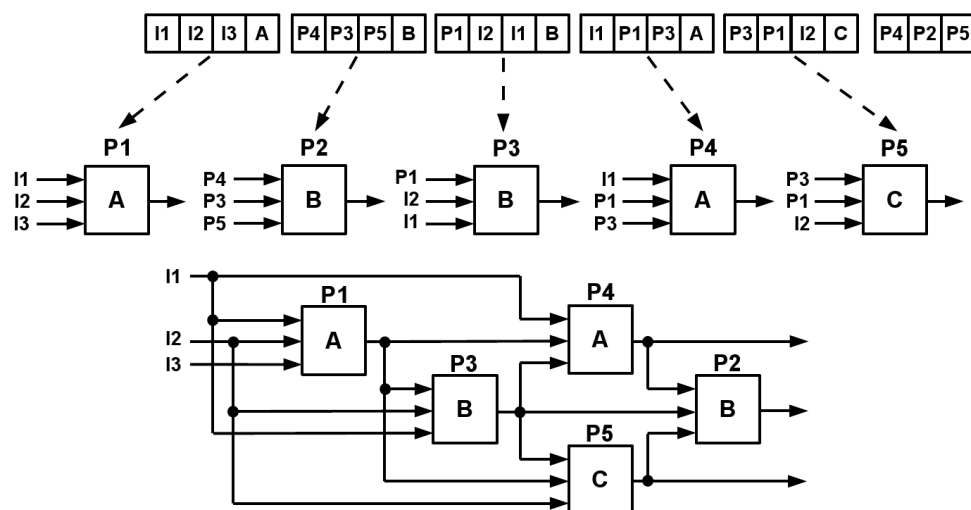 I1 I2 I3 A P4 P3 P5 B P1 I2 I1 B I1 P1 P3 A P3 P1 I2 C P4 P2 P5
P1 P2 P3 P4 P5
I1 P4 P1 I1 P3
I2 A P3 B I2 B P1 A P1 C
I3 P5 I1 P3 I2
I1
P1 P4
I2 A A
I3 P3 P2
B B
P5
C